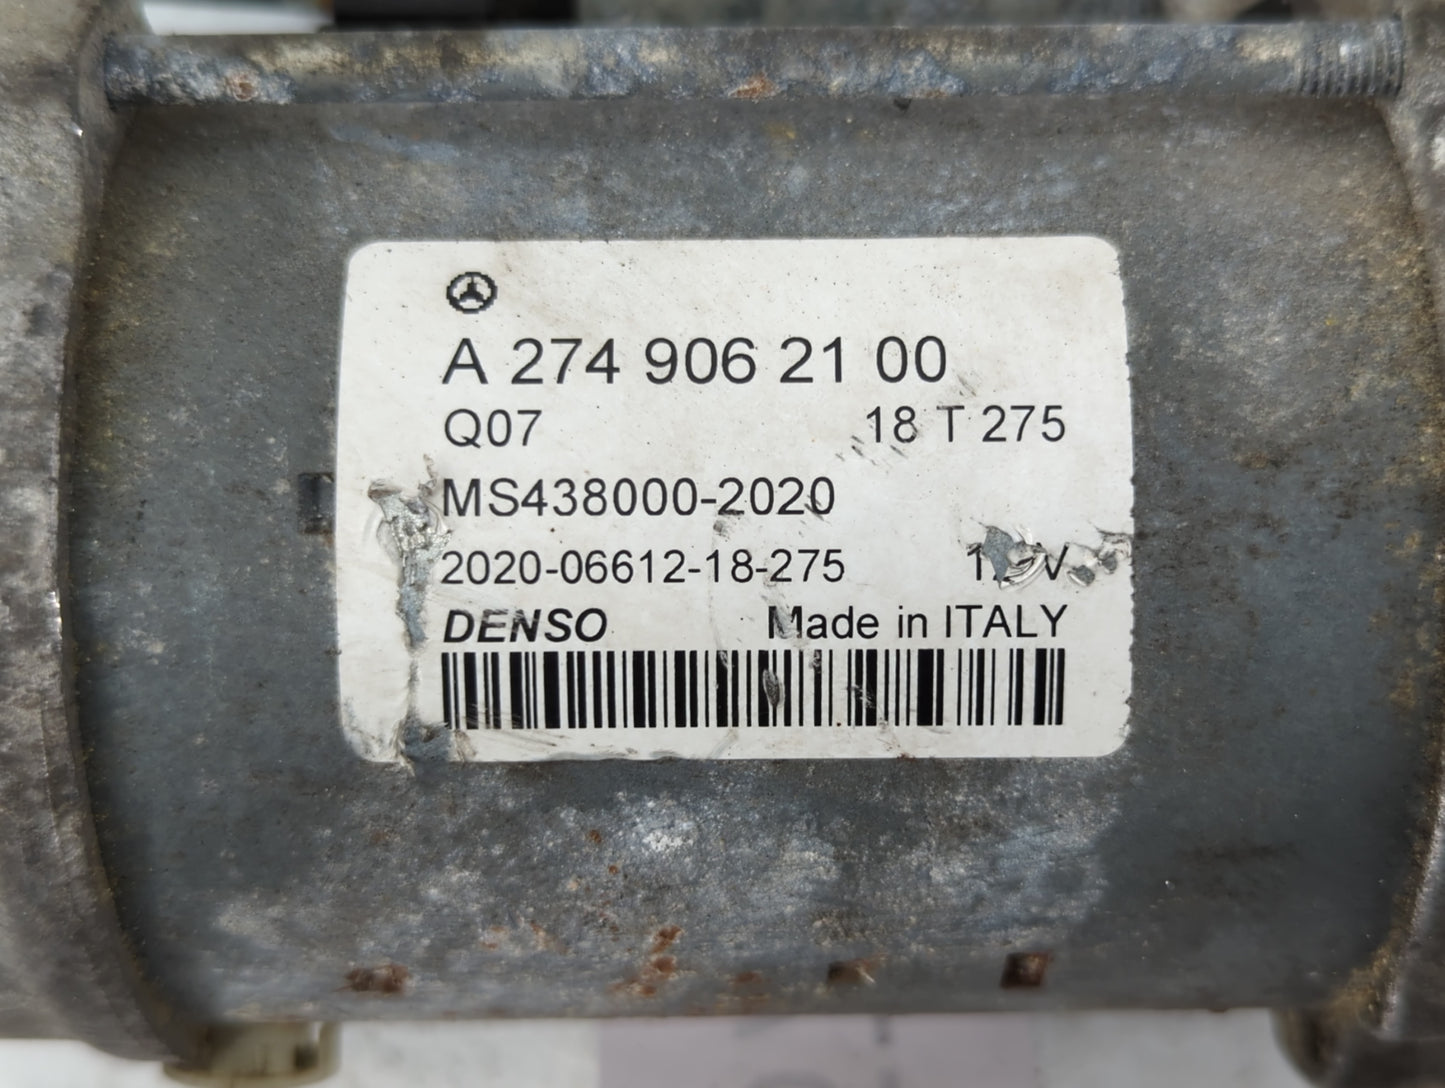 A 274 906 21 00
Q07 18 T 275
MS438000-2020
2020-06612-18-275
DENSO Made in ITALY